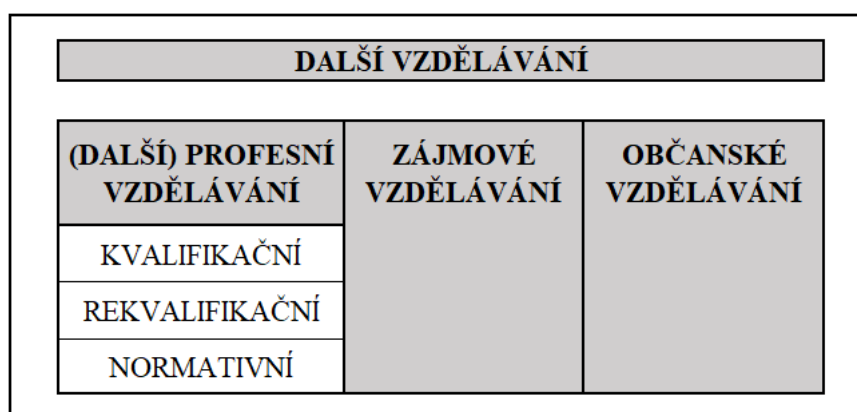 DALŠÍ VZDĚLÁVÁNÍ
(DALŠÍ) PROFESNÍ
VZDĚLÁVÁNÍ
ZÁJMOVÉ
VZDĚLÁVÁNÍ
OBČANSKÉ
VZDĚLÁVÁNÍ
KVALIFIKAČNÍ
REKVALIFIKAČNÍ
NORMATIVNÍ